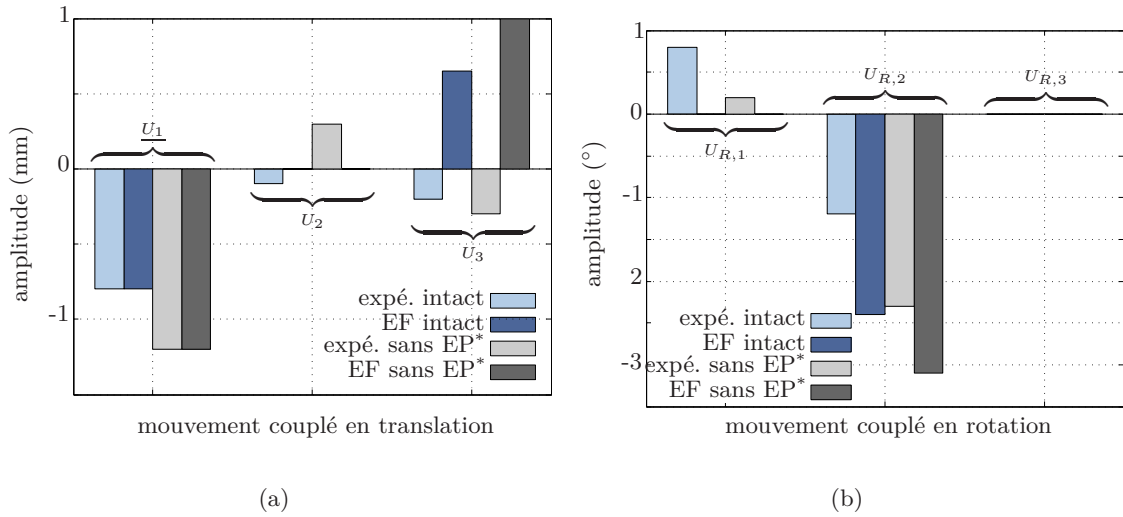 1
0
-1
amplitude (mm)
U1
U2
U3
expé. intact
EF intact
expé. sans EP*
EF sans EP*
mouvement couplé en translation
(a)
1
0
-1
2
-3
amplitude (°)
UR,1
UR,2
UR,3
expé. intact
EF intact
expé. sans EP*
EF sans EP*
mouvement couplé en rotation
(b)